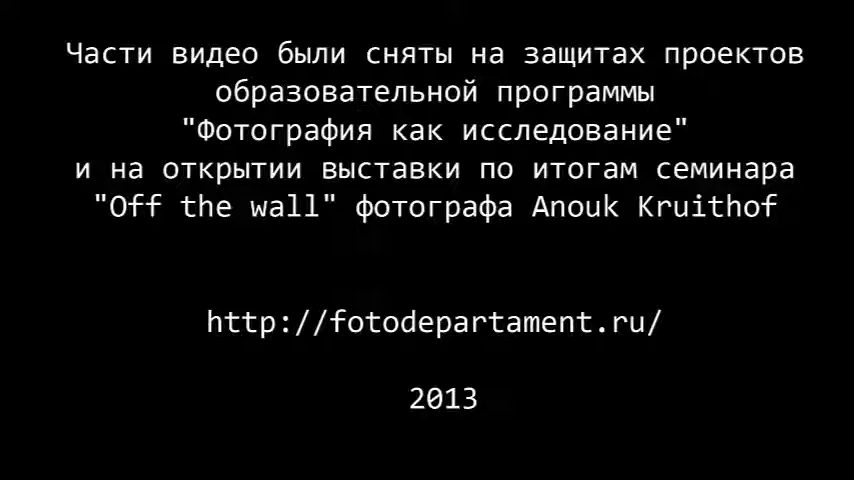 Части видео были сняты на защитах проектов
образовательной программы
"Фотография как исследование"
и на открытии выставки по итогам семинара
"Off the wall" фотографа Anouk Kruithof
http://fotodepartament.ru/
2013